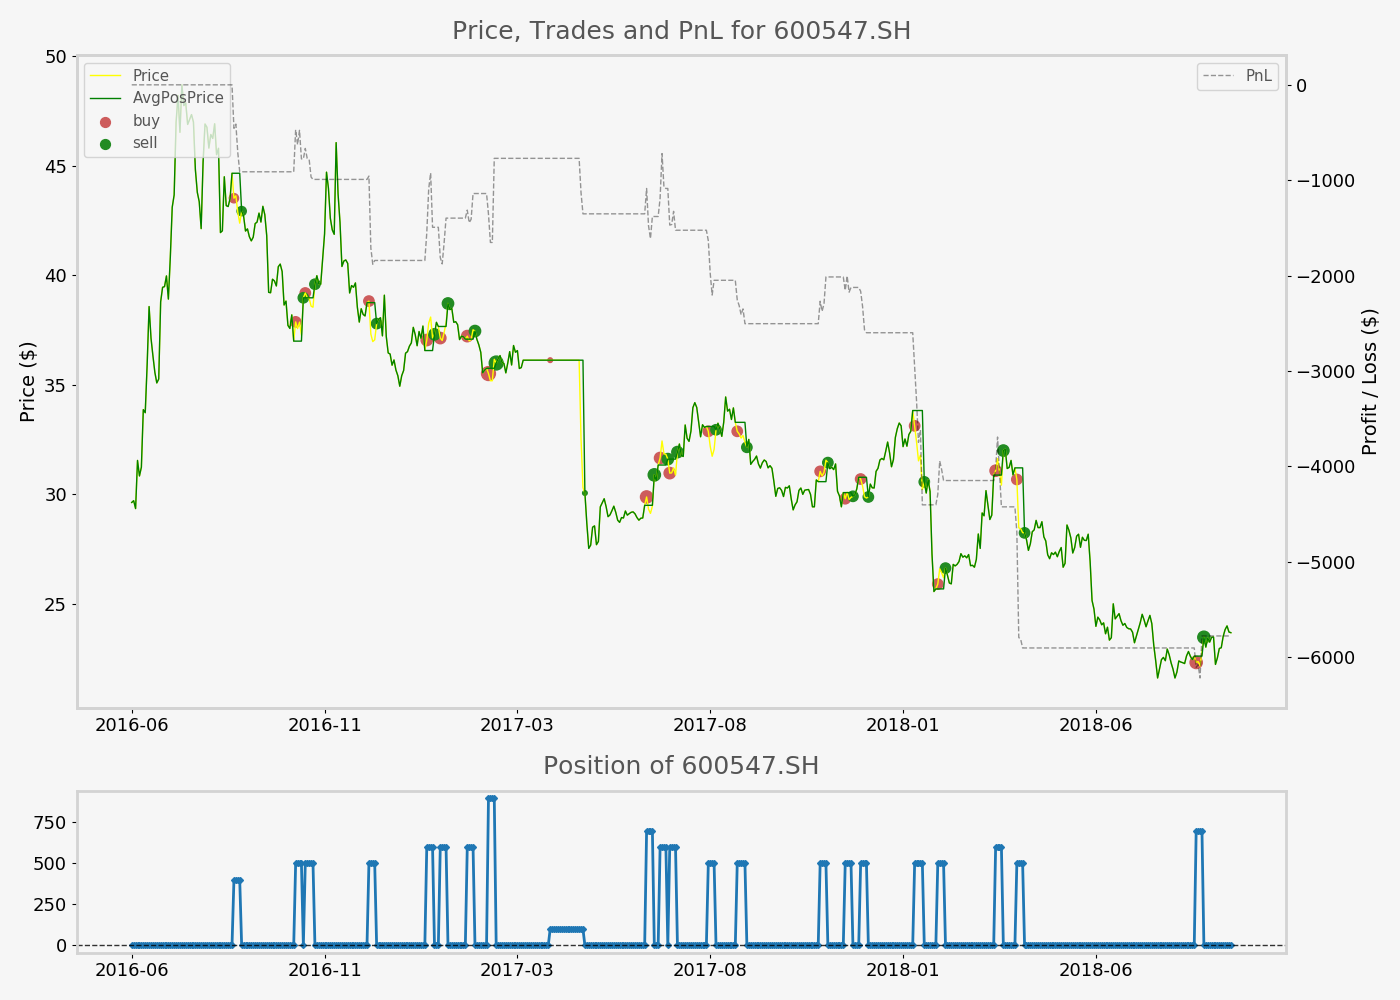 Price, Trades and PnL for 600547.SH
50
45
40
35
30
25
Price ($)
Price
AvgPosPrice
buy
sell
PnL
0
−1000
−2000
−3000
−4000
−5000
−6000
Profit / Loss ($)
2016-06 2016-11 2017-03 2017-08 2018-01 2018-06
Position of 600547.SH
750
500
250
0
2016-06 2016-11 2017-03 2017-08 2018-01 2018-06